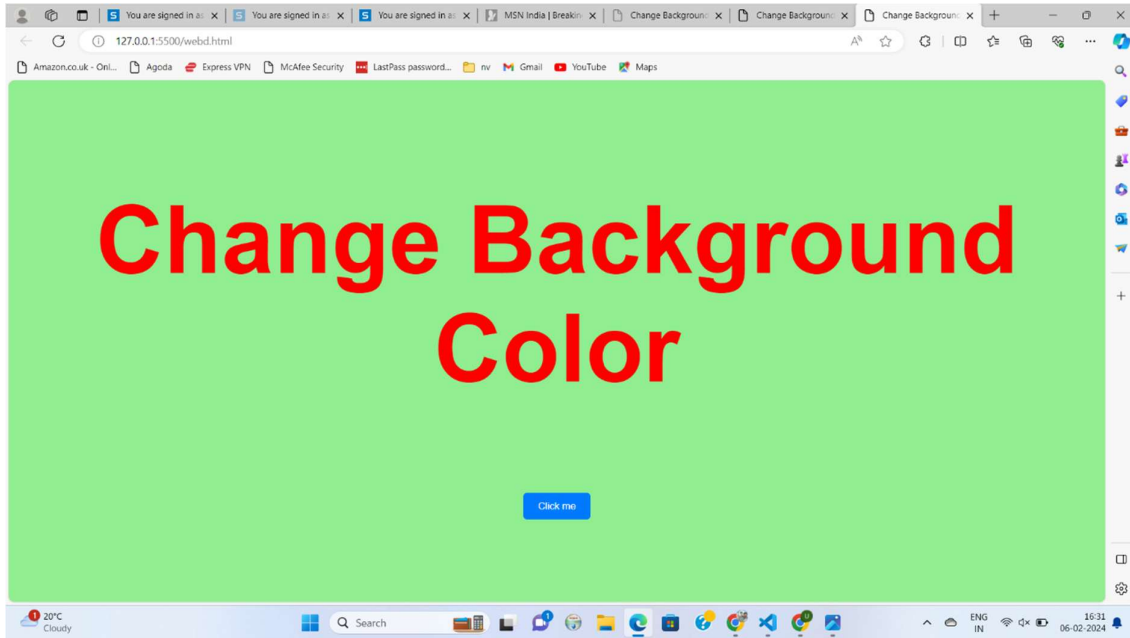 You are signed in as
You are signed in as
You are signed in as
MSN India | Breakin
Change Background
Change Background
Change Background
127.0.0.1:5500/webd.html
Amazon.co.uk - Onl...
Agoda
Express VPN
McAfee Security
LastPass password...
nv
Gmail
YouTube
Maps
Change Background
Color
Click me
1
20°C
Cloudy
Search
ENG
IN
16:31
06-02-2024